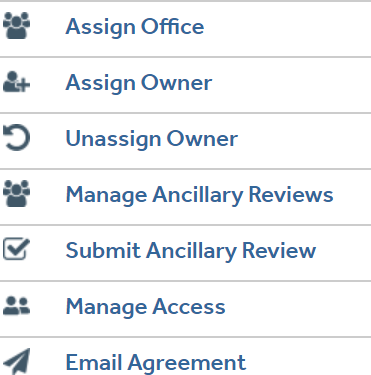 Assign Office
Assign Owner
Unassign Owner
Manage Ancillary Reviews
Submit Ancillary Review
Manage Access
Email Agreement